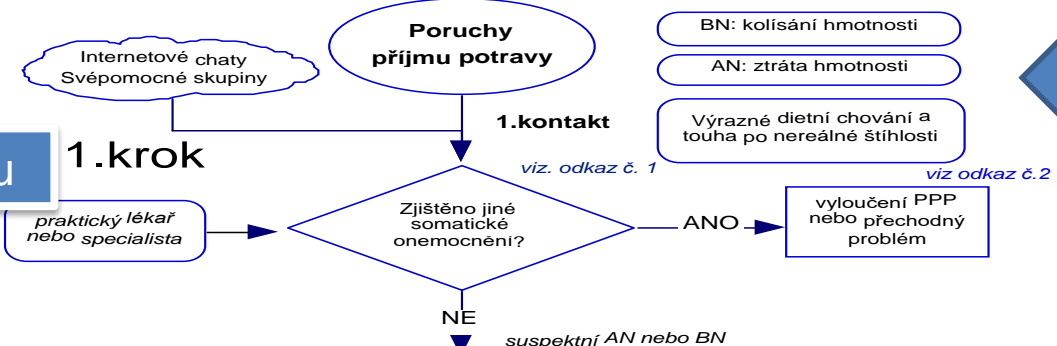 Poruchy
příjmu potravy
Internetové chaty
Svépomocné skupiny
BN: kolísání hmotnosti
AN: ztráta hmotnosti
Výrazné dietní chování a
touha po nereálné štíhlosti
1.kontakt
u
1.krok
viz. odkaz č. 1
viz odkaz č.2
praktický lékař
nebo specialista
Zjištěno jiné
somatické
onemocnění?
ANO
vyloučení PPP
nebo přechodný
problém
NE
suspektní AN nebo BN